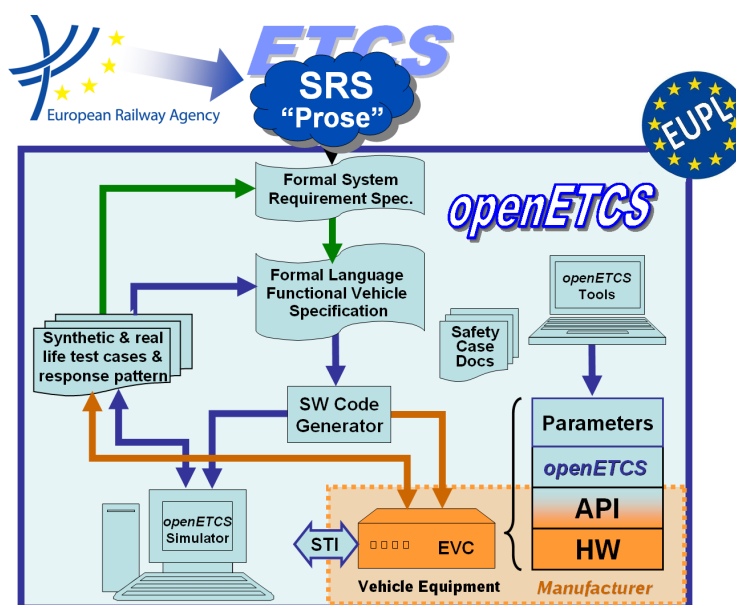 ETCS
SRS
“Prose”
European Railway Agency
EUPL
Formal System
Requirement Spec.
openETCS
Formal Language
Functional Vehicle
Specification
openETCS
Tools
Synthetic & real
life test cases &
response pattern
Safety
Case
Docs
SW Code
Generator
Parameters
openETCS
API
HW
openETCS
Simulator
STI
EVC
Vehicle Equipment
Manufacturer